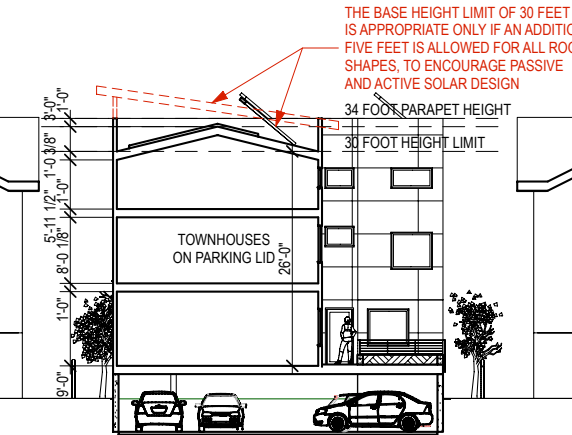 THE BASE HEIGHT LIMIT OF 30 FEET
IS APPROPRIATE ONLY IF AN ADDITIO
FIVE FEET IS ALLOWED FOR ALL ROO
SHAPES, TO ENCOURAGE PASSIVE
AND ACTIVE SOLAR DESIGN
34 FOOT PARAPET HEIGHT
30 FOOT HEIGHT LIMIT
TOWNHOUSES
ON PARKING LID
26'-0"
1'-0"
3'-0"
1'-0 3/8"
1'-0"
5'-11 1/2"
8'-0 1/8"
1'-0"
9'-0"